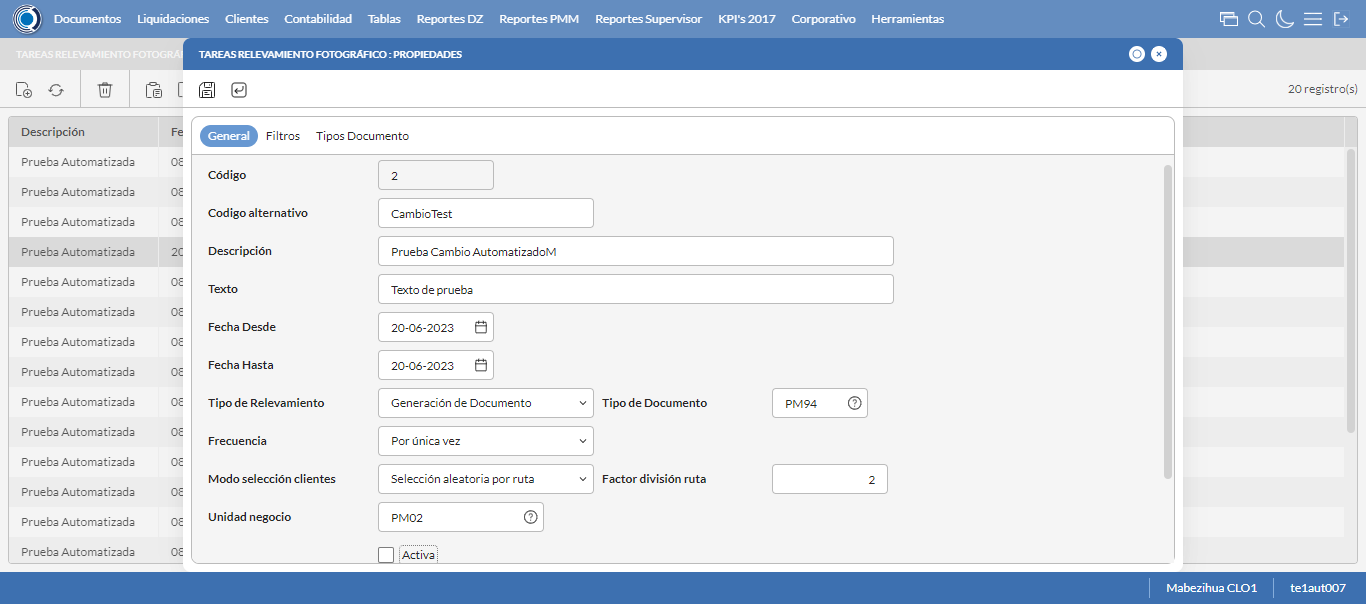 Documentos Liquidaciones Clientes Contabilidad Tablas Reportes DZ Reportes PMM Reportes Supervisor KPI's 2017 Corporativo Herramientas
TAREAS RELEVAMIENTO FOTOGRÁ
TAREAS RELEVAMIENTO FOTOGRÁFICO : PROPIEDADES
20 registro(s)
Descripción Fe
Prueba Automatizada 08
Prueba Automatizada 08
Prueba Automatizada 08
Prueba Automatizada 20
Prueba Automatizada 08
Prueba Automatizada 08
Prueba Automatizada 08
Prueba Automatizada 08
Prueba Automatizada 08
Prueba Automatizada 08
Prueba Automatizada 08
Prueba Automatizada 08
Prueba Automatizada 08
Prueba Automatizada 08
General Filtros Tipos Documento
Código 2
Codigo alternativo CambioTest
Descripción Prueba Cambio AutomatizadoM
Texto Texto de prueba
Fecha Desde 20-06-2023
Fecha Hasta 20-06-2023
Tipo de Relevamiento Generación de Documento Tipo de Documento PM94
Frecuencia Por única vez
Modo selección clientes Selección aleatoria por ruta Factor división ruta 2
Unidad negocio PM02
Activa
Mabezihua CLO1 te1aut007